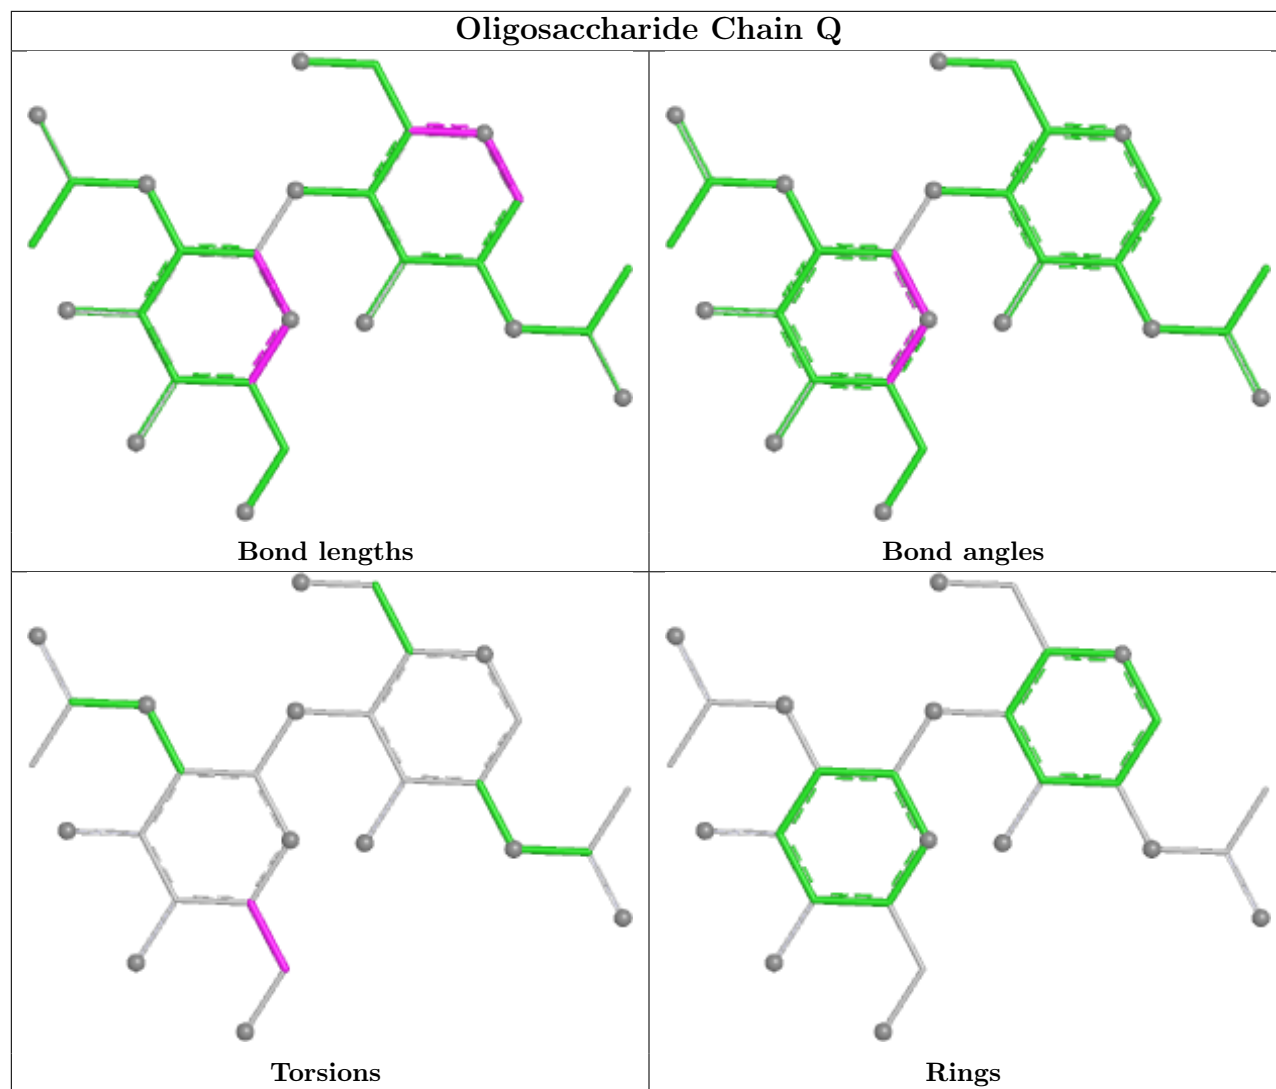 Oligosaccharide Chain Q
Bond lengths
Bond angles
Torsions
Rings